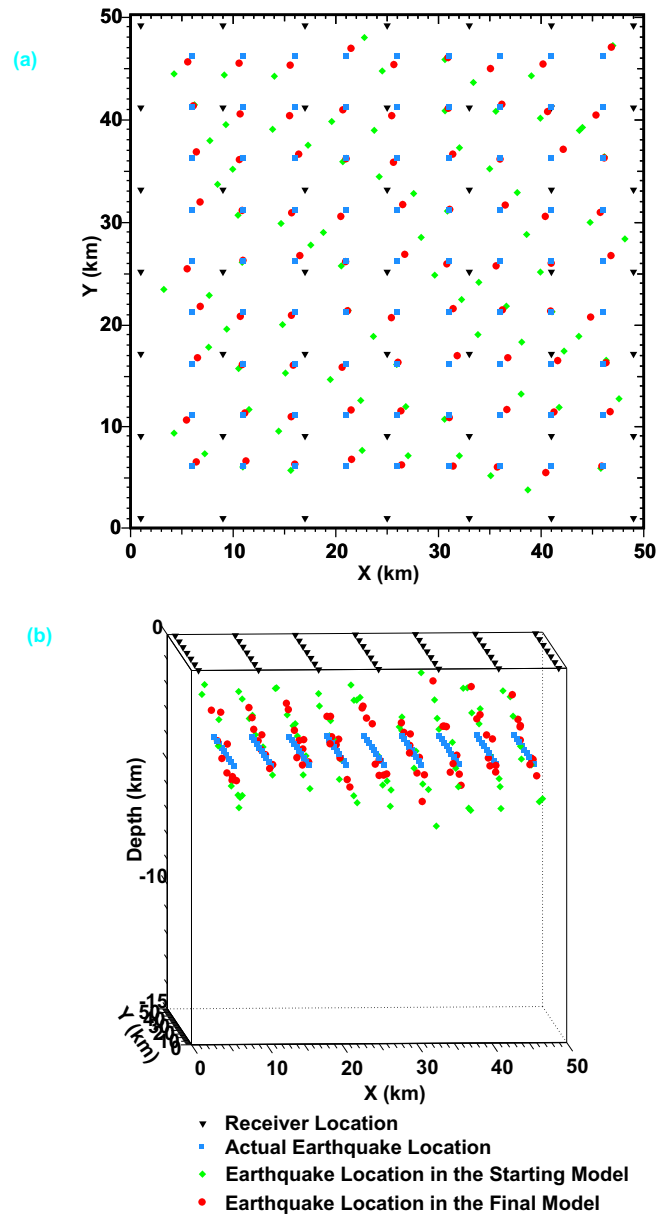 (a)
50
40
30
20
10
0
Y (km)
0 10 20 30 40 50
X (km)
(b)
0
-10
-15
Depth (km)
50
Y (km)
0
0 10 20 30 40 50
X (km)
Receiver Location
Actual Earthquake Location
Earthquake Location in the Starting Model
Earthquake Location in the Final Model